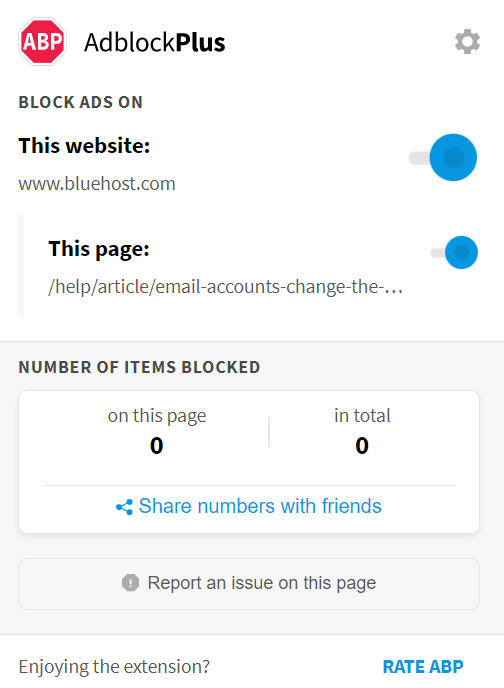 ABP AdblockPlus
BLOCK ADS ON
This website:
www.bluehost.com
This page:
/help/article/email-accounts-change-the-...
NUMBER OF ITEMS BLOCKED
on this page in total
0 0
Share numbers with friends
Report an issue on this page
Enjoying the extension? RATE ABP